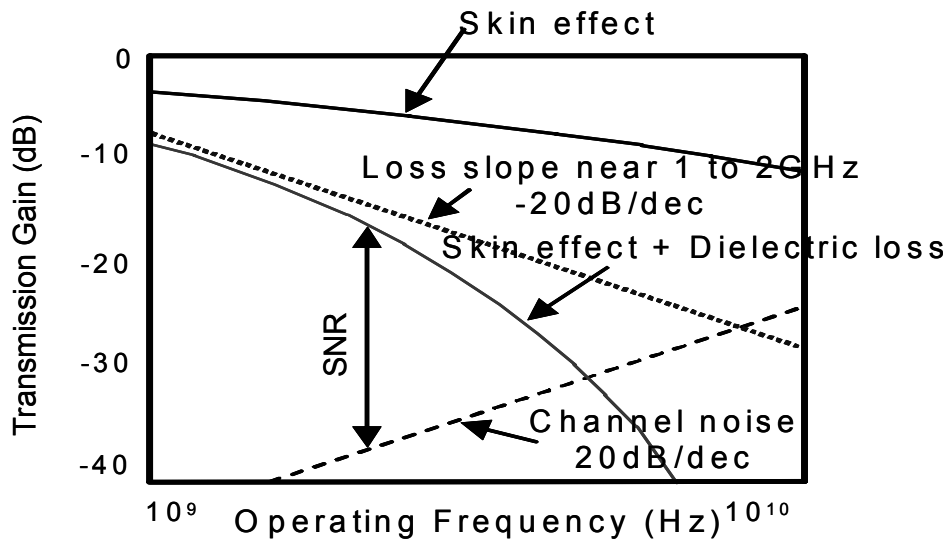 Skin effect
0
-10
-20
-30
-40
Transmission Gain (dB)
Loss slope near 1 to 2GHz
-20dB/dec
Skin effect + Dielectric loss
SNR
Channel noise
20dB/dec
10⁹
10¹⁰
Operating Frequency (Hz)